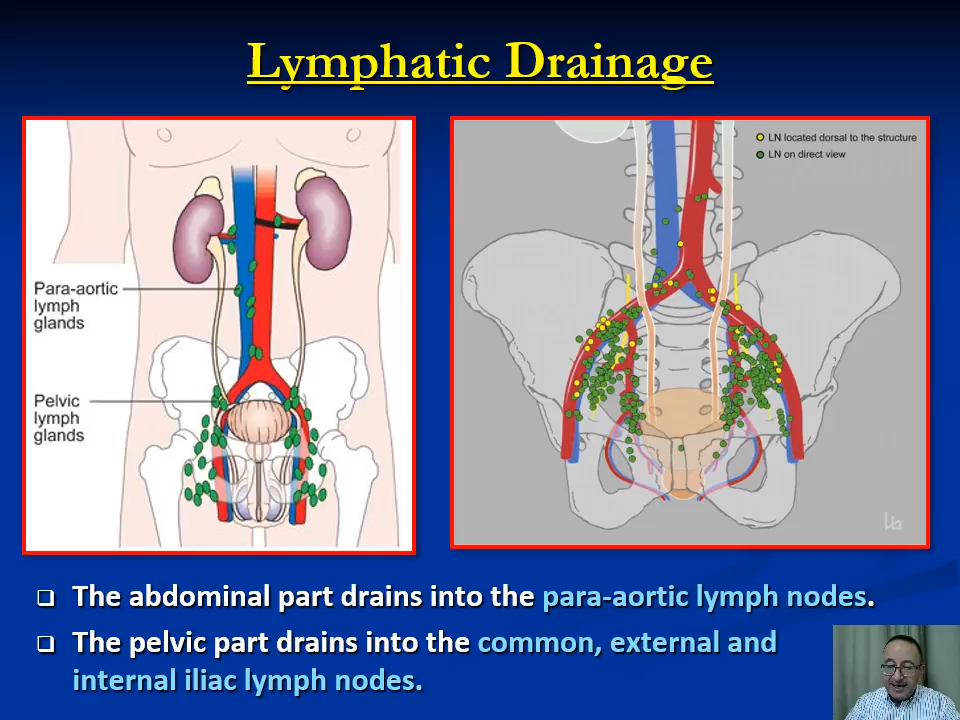 Lymphatic Drainage
Para-aortic
lymph
glands
Pelvic
lymph
glands
LN located dorsal to the structure
LN on direct view
The abdominal part drains into the para-aortic lymph nodes.
The pelvic part drains into the common, external and
internal iliac lymph nodes.